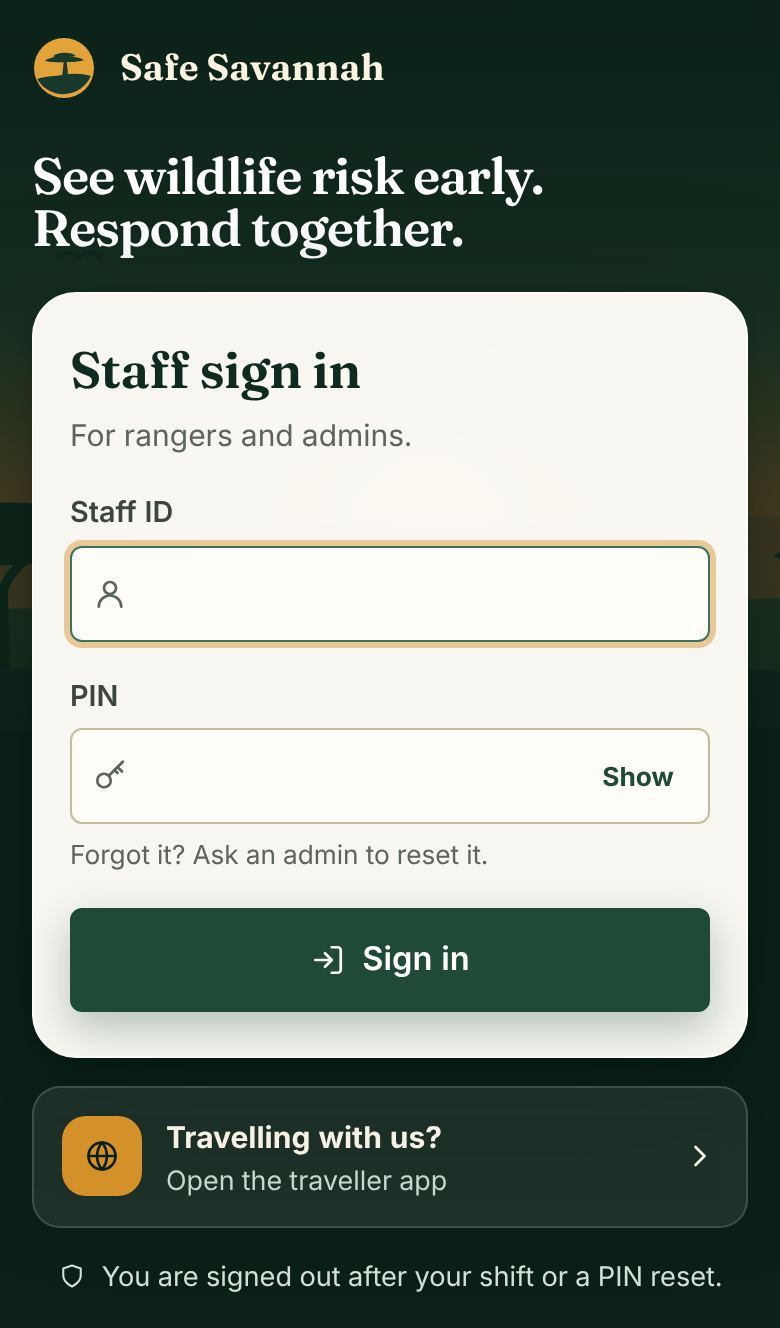 Safe Savannah
See wildlife risk early.
Respond together.
Staff sign in
For rangers and admins.
Staff ID
PIN
Show
Forgot it? Ask an admin to reset it.
Sign in
Travelling with us?
Open the traveller app
You are signed out after your shift or a PIN reset.